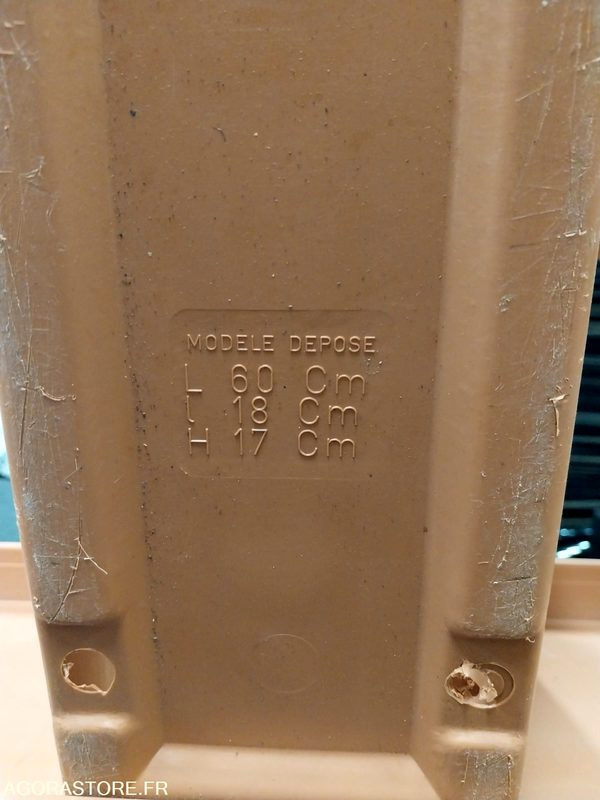 MODELE DEPOSE
L 60 Cm
l 18 Cm
H 17 Cm
AGORASTORE.FR